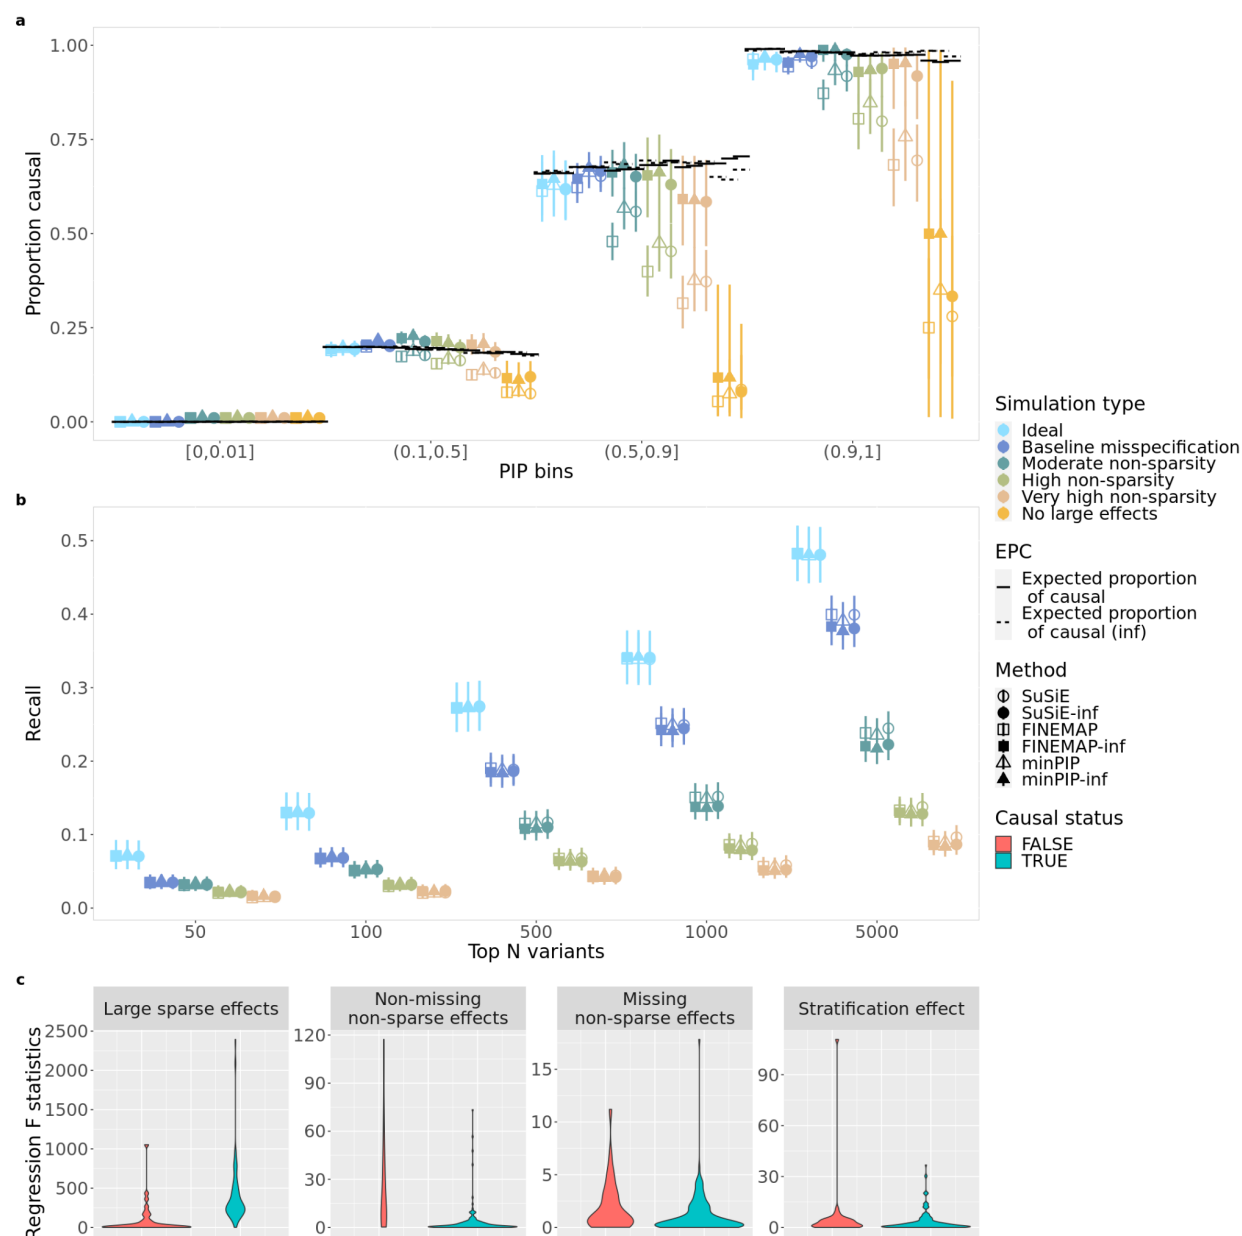 a
1.00
0.75
0.50
0.25
0.00
Proportion causal
[0,0.01]
(0.1,0.5]
(0.5,0.9]
(0.9,1]
PIP bins
b
0.5
0.4
0.3
0.2
0.1
0.0
Recall
50
100
500
1000
5000
Top N variants
Simulation type
Ideal
Baseline misspecification
Moderate non-sparsity
High non-sparsity
Very high non-sparsity
No large effects
EPC
Expected proportion
of causal
Expected proportion
of causal (inf)
Method
SuSiE
SuSiE-inf
FINEMAP
FINEMAP-inf
minPIP
minPIP-inf
Causal status
FALSE
TRUE
c
Regression F statistics
Large sparse effects
2500
2000
1500
1000
500
0
Non-missing
non-sparse effects
120
90
60
30
0
Missing
non-sparse effects
15
10
5
0
Stratification effect
90
60
30
0